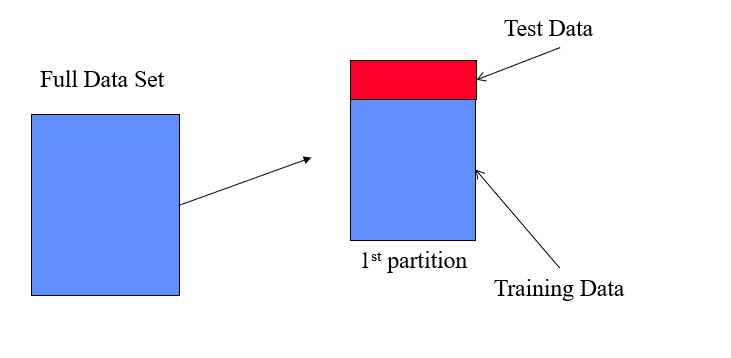 Test Data
Full Data Set
1st partition
Training Data